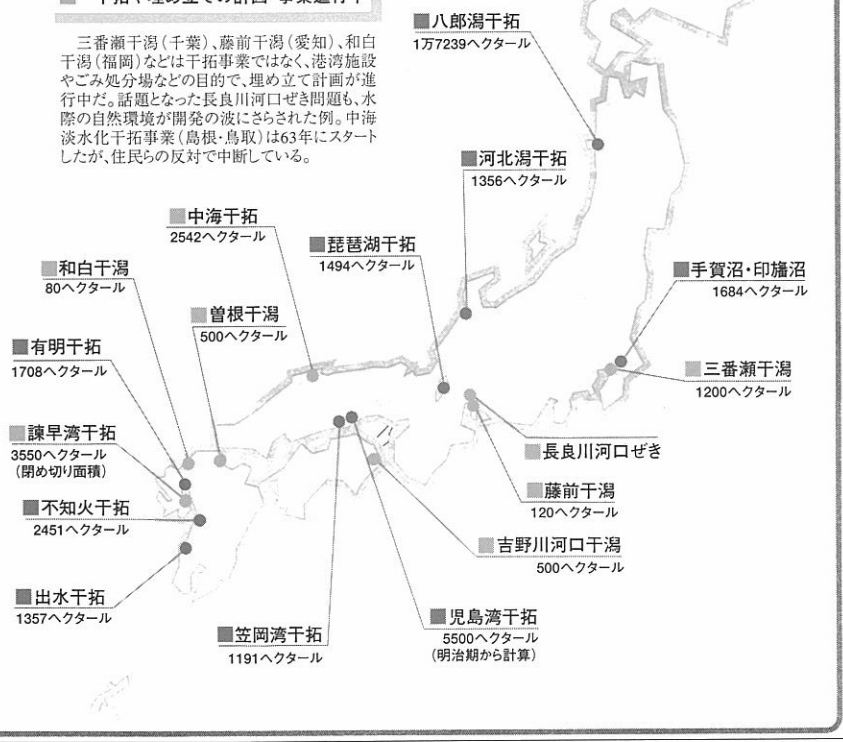 三番瀬干潟(千葉)、藤前干潟(愛知)、和白
干潟(福岡)などは干拓事業ではなく、港湾施設
やごみ処分場などの目的で、埋め立て計画が進
行中だ。話題となった長良川河口ぜき問題も、水
際の自然環境が開発の波にさらされた例。中海
淡水化干拓事業(島根・鳥取)は63年にスタート
したが、住民らの反対で中断している。
■八郎潟干拓
1万7239ヘクタール
■河北潟干拓
1356ヘクタール
■中海干拓
2542ヘクタール
■琵琶湖干拓
1494ヘクタール
■和白干潟
80ヘクタール
■曽根干潟
500ヘクタール
■手賀沼・印旛沼
1684ヘクタール
■有明干拓
1708ヘクタール
■三番瀬干潟
1200ヘクタール
■諫早湾干拓
3550ヘクタール
(閉め切り面積)
■長良川河口ぜき
■藤前干潟
120ヘクタール
■不知火干拓
2451ヘクタール
■吉野川河口干潟
500ヘクタール
■出水干拓
1357ヘクタール
■笠岡湾干拓
1191ヘクタール
■児島湾干拓
5500ヘクタール
(明治期から計算)